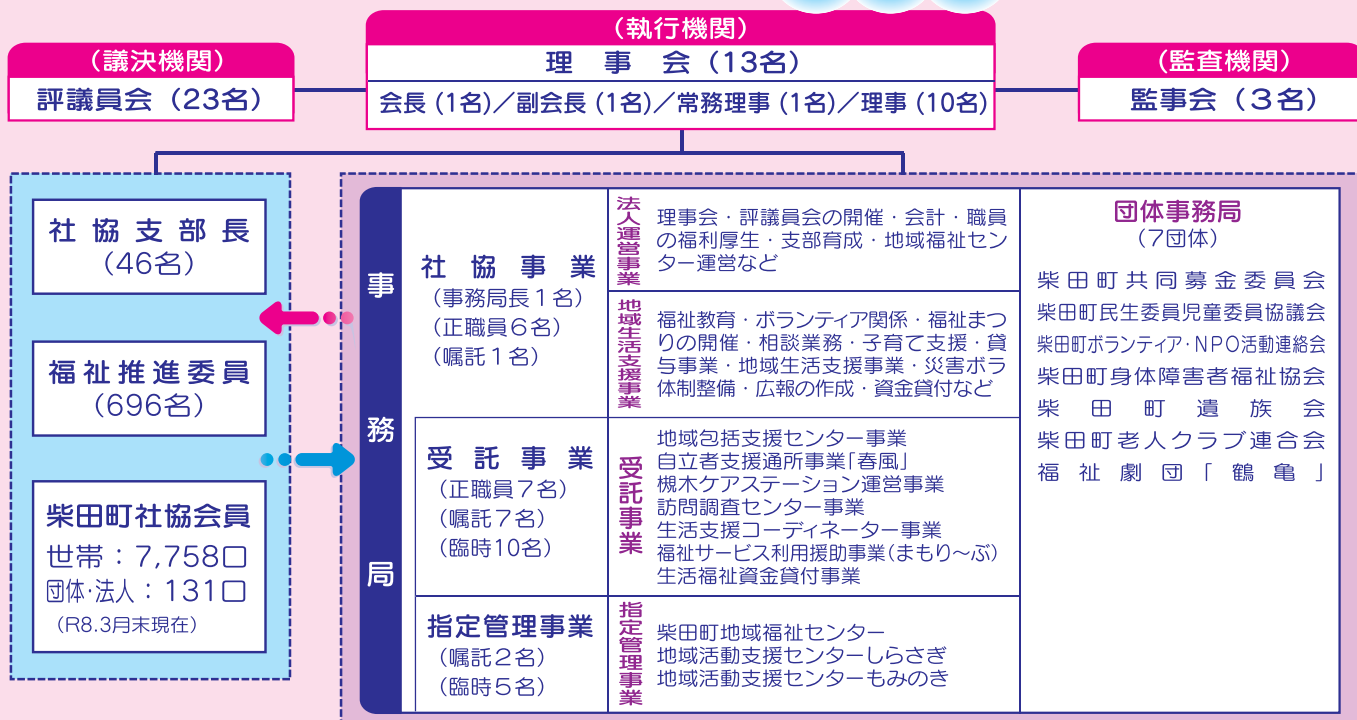 (議決機関)
評議員会 (23名)
(執行機関)
理事会 (13名)
会長 (1名)/副会長 (1名)/常務理事 (1名)/理事 (10名)
(監査機関)
監事会 (3名)
社協支部長
(46名)
福祉推進委員
(696名)
柴田町社協会員
世帯:7,758口
団体・法人:131口
(R8.3月末現在)
事務局
社協事業
(事務局長1名)
(正職員6名)
(嘱託1名)
法人運営事業
理事会・評議員会の開催・会計・職員
の福利厚生・支部育成・地域福祉セン
ター運営など
地域生活支援事業
福祉教育・ボランティア関係・福祉まつ
りの開催・相談業務・子育て支援・貸
与事業・地域生活支援事業・災害ボラ
体制整備・広報の作成・資金貸付など
受託事業
(正職員7名)
(嘱託7名)
(臨時10名)
受託事業
地域包括支援センター事業
自立者支援通所事業「春風」
槻木ケアステーション運営事業
訪問調査センター事業
生活支援コーディネーター事業
福祉サービス利用援助事業(まもり~ぶ)
生活福祉資金貸付事業
指定管理事業
(嘱託2名)
(臨時5名)
指定管理事業
柴田町地域福祉センター
地域活動支援センターしらさぎ
地域活動支援センターもみのき
団体事務局
(7団体)
柴田町共同募金委員会
柴田町民生委員児童委員協議会
柴田町ボランティア・NPO活動連絡会
柴田町身体障害者福祉協会
柴田町遺族会
柴田町老人クラブ連合会
福祉劇団「鶴亀」